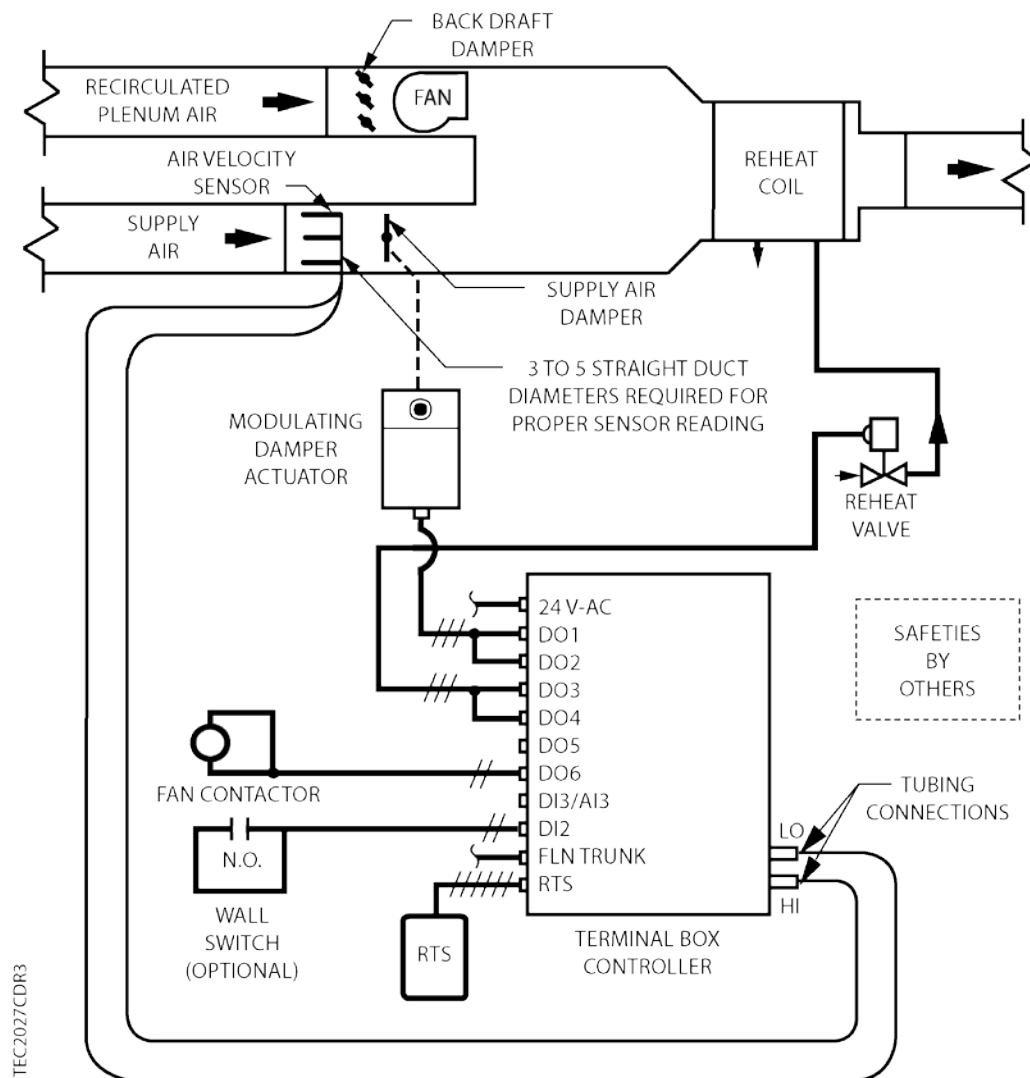 BACK DRAFT
DAMPER
RECIRCULATED
PLENUM AIR
FAN
AIR VELOCITY
SENSOR
REHEAT
COIL
SUPPLY
AIR
SUPPLY AIR
DAMPER
3 TO 5 STRAIGHT DUCT
DIAMETERS REQUIRED FOR
PROPER SENSOR READING
MODULATING
DAMPER
ACTUATOR
REHEAT
VALVE
24 V-AC
DO1
DO2
DO3
DO4
DO5
DO6
DI3/AI3
DI2
FLN TRUNK
RTS
SAFETIES
BY
OTHERS
FAN CONTACTOR
N.O.
WALL
SWITCH
(OPTIONAL)
RTS
TUBING
CONNECTIONS
LO
HI
TERMINAL BOX
CONTROLLER
TEC2027CDR3